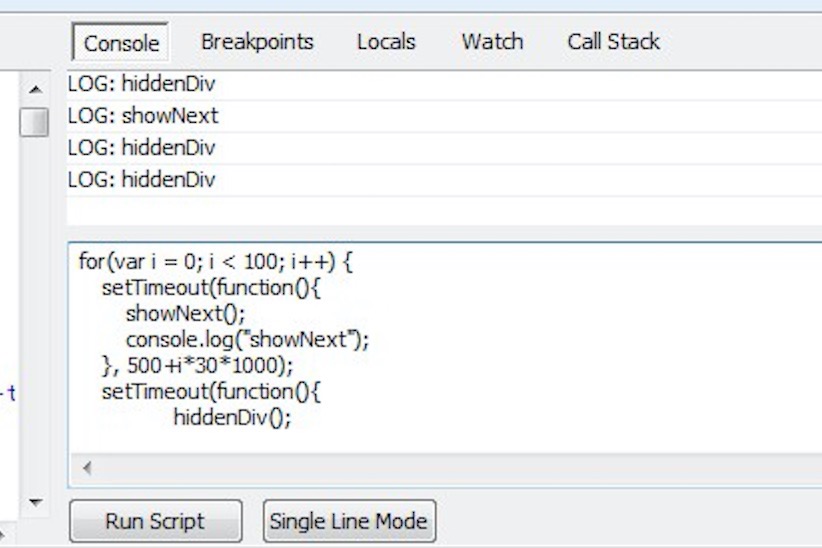 Console Breakpoints Locals Watch Call Stack
LOG: hiddenDiv
LOG: showNext
LOG: hiddenDiv
LOG: hiddenDiv
for(var i = 0; i < 100; i++) {
setTimeout(function(){
showNext();
console.log("showNext");
}, 500+i*30*1000);
setTimeout(function(){
hiddenDiv();
-t
Run Script Single Line Mode